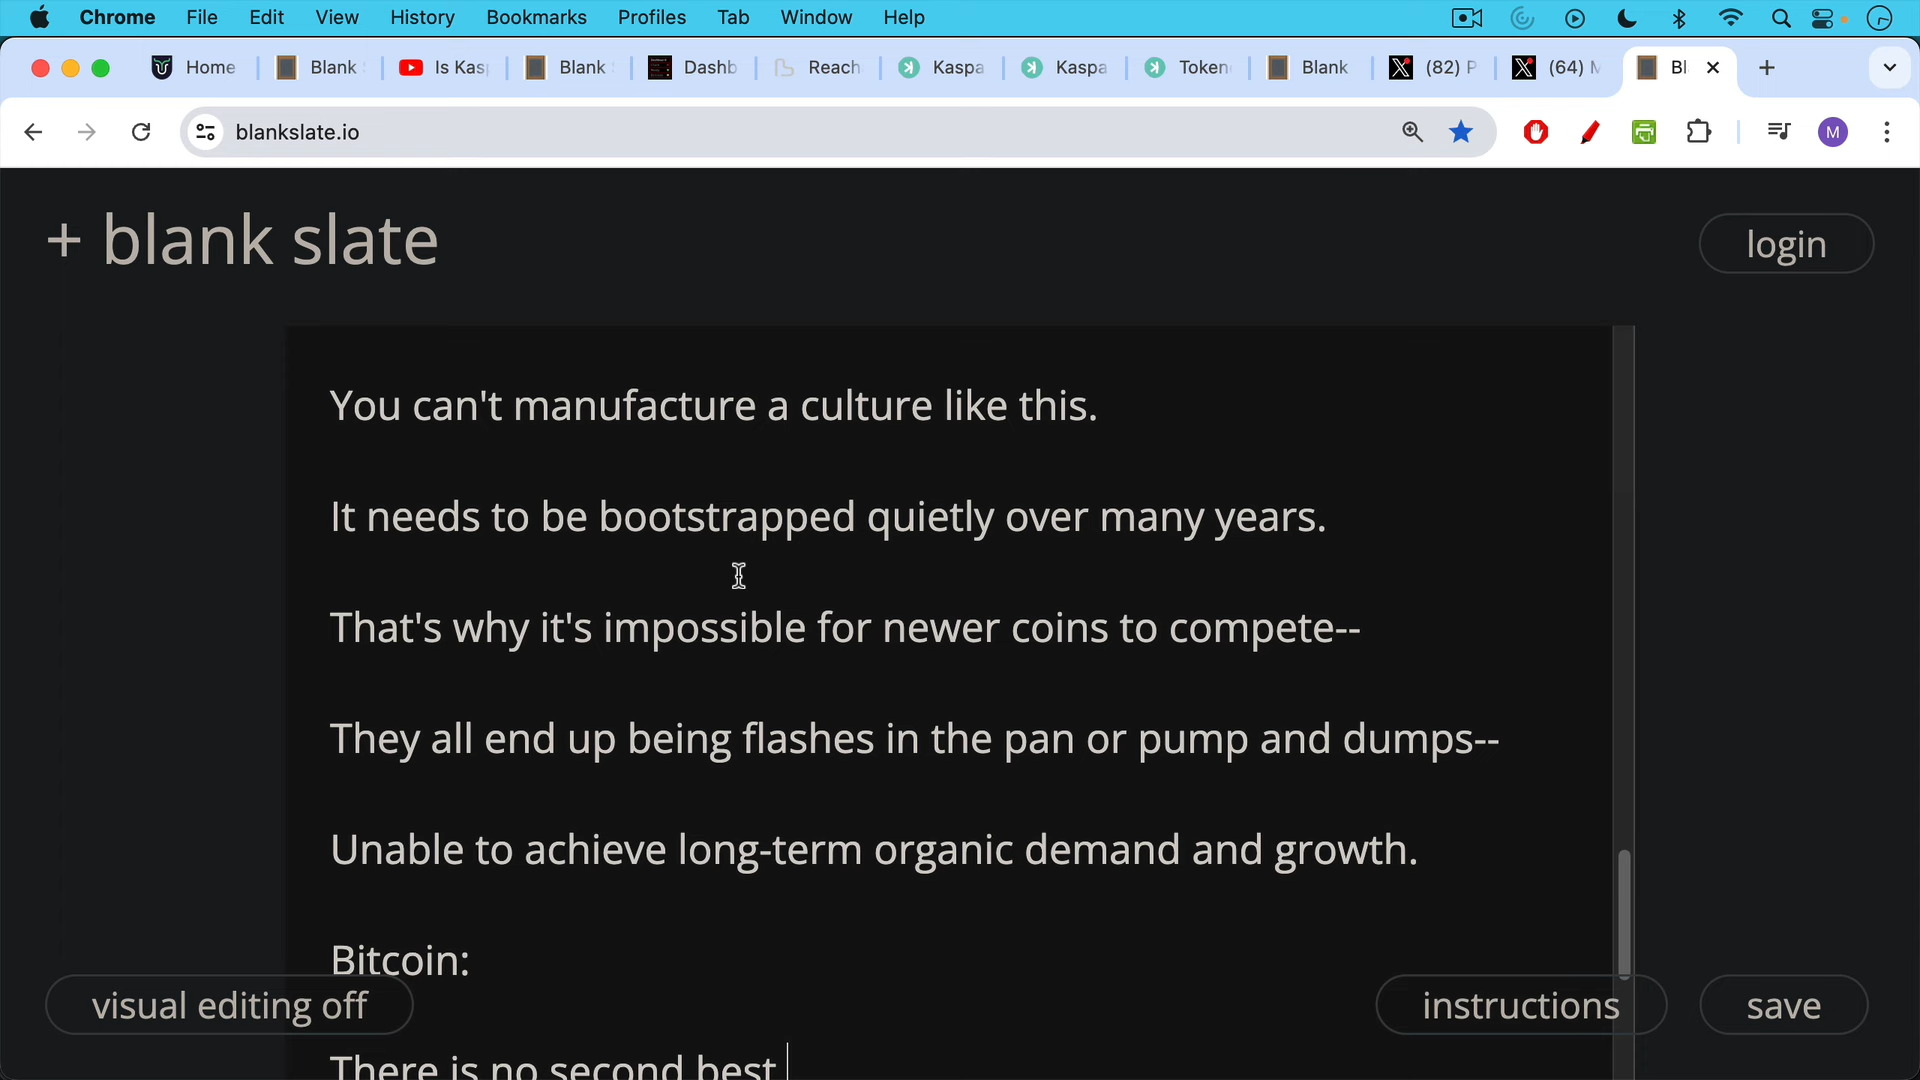 Chrome File Edit View History Bookmarks Profiles Tab Window Help
Home Blank Is Kas Blank Dashb Reach Kaspa Kaspa Token Blank (82) P (64) M Bl
blankslate.io
M
+ blank slate
login
You can't manufacture a culture like this.
It needs to be bootstrapped quietly over many years.
That's why it's impossible for newer coins to compete--
They all end up being flashes in the pan or pump and dumps--
Unable to achieve long-term organic demand and growth.
Bitcoin:
visual editing off
instructions
save
There is no second best